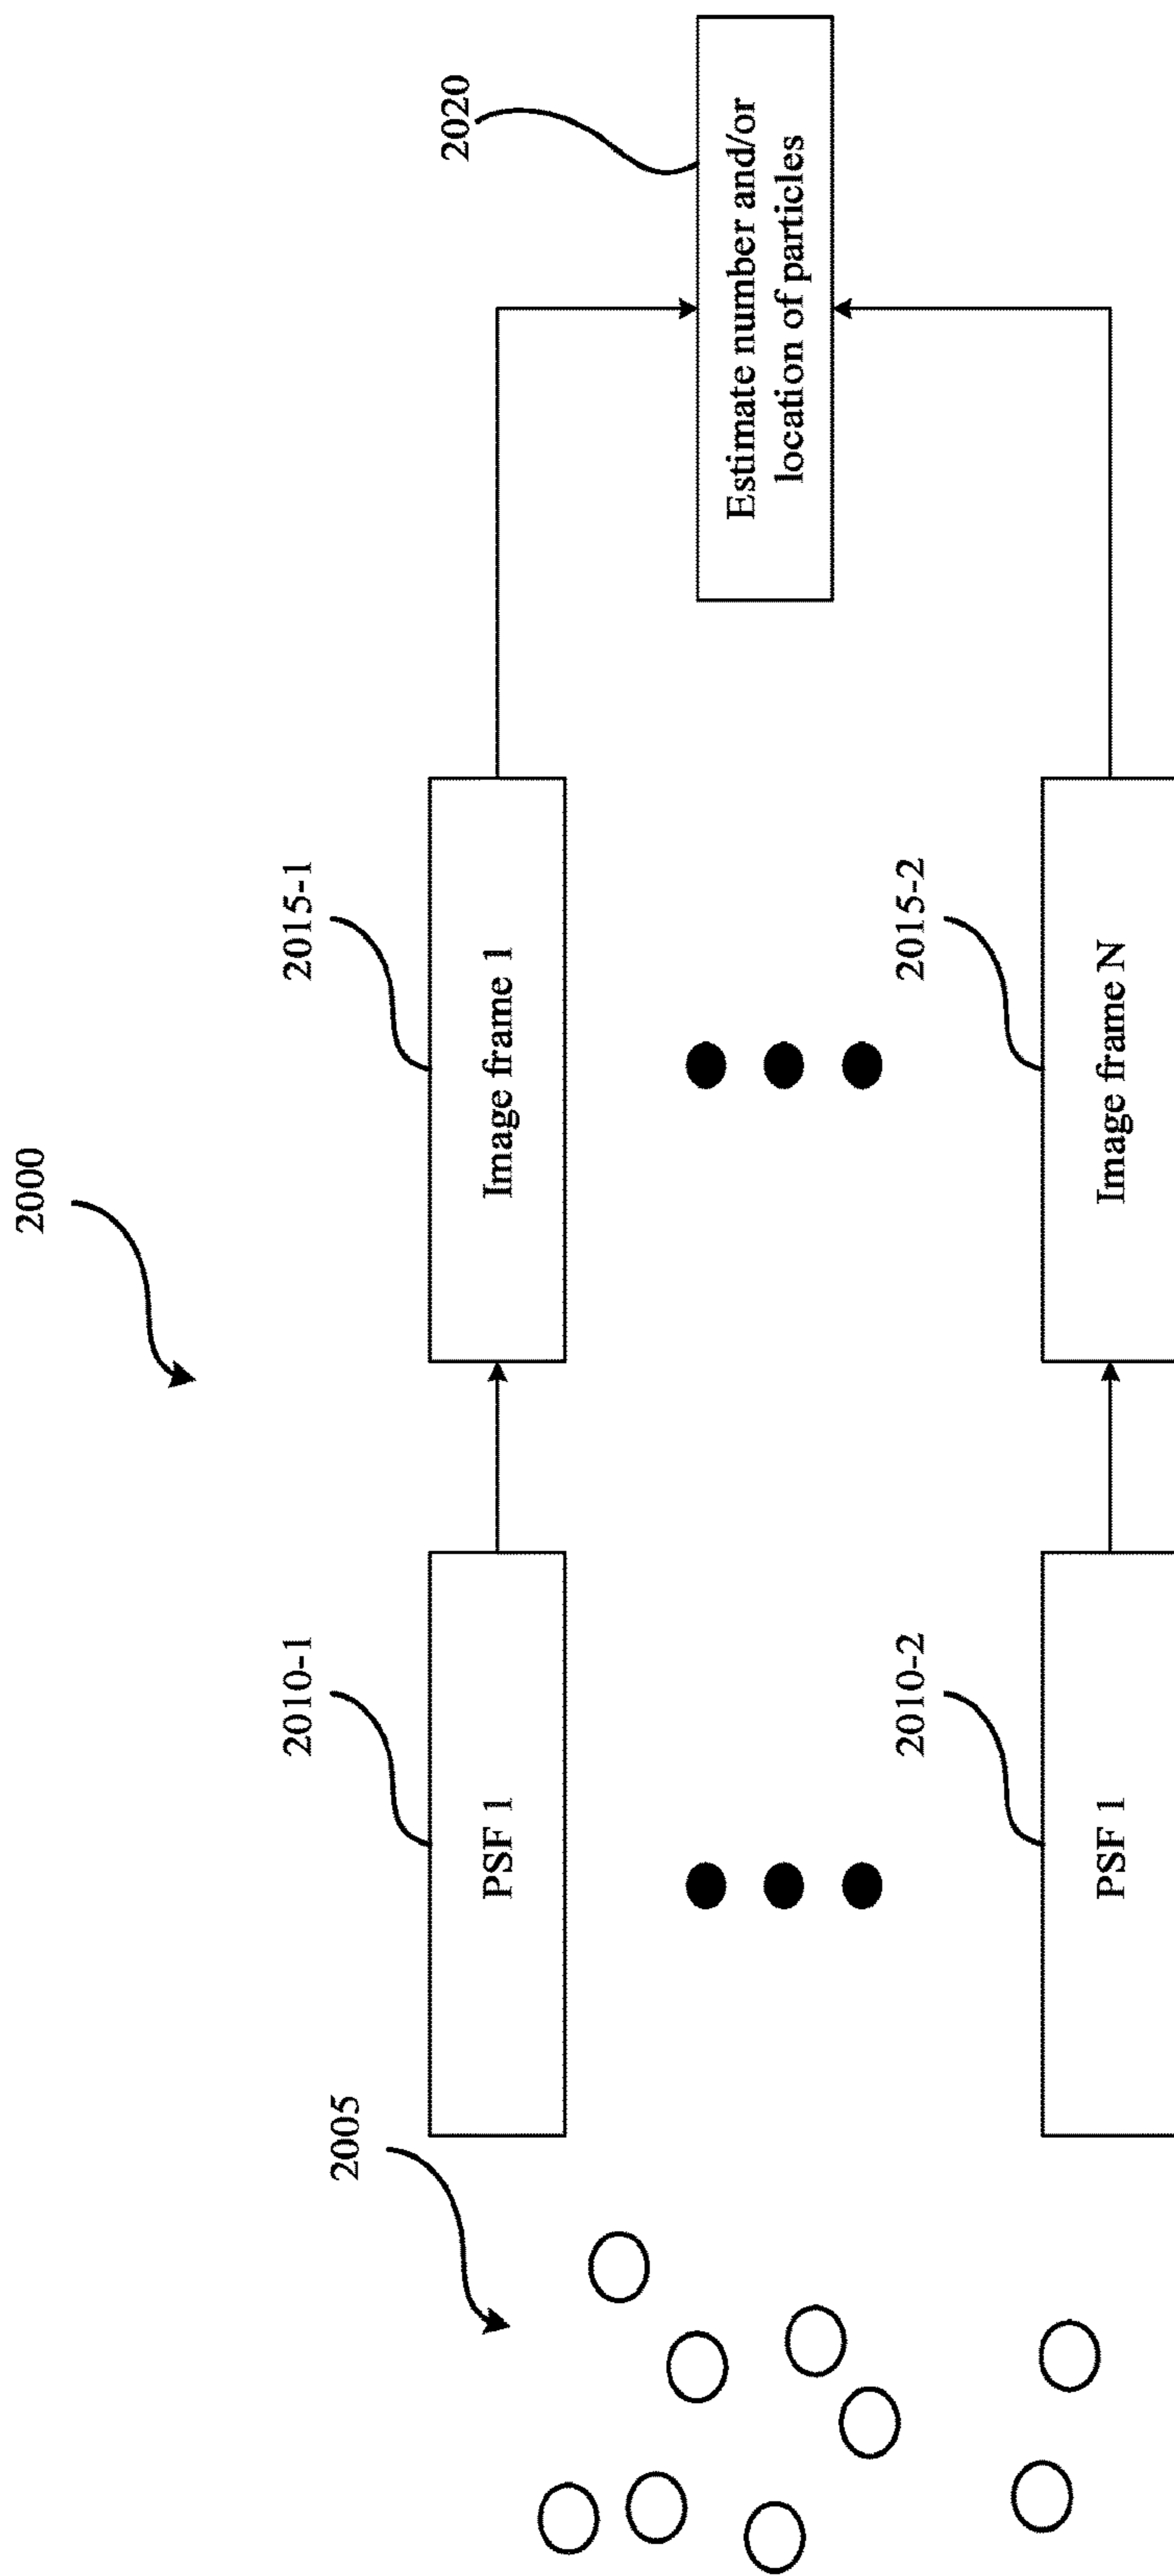 2000
2005
2010-1
PSF 1
2015-1
Image frame 1
2020
Estimate number and/or
location of particles
2010-2
PSF 1
2015-2
Image frame N